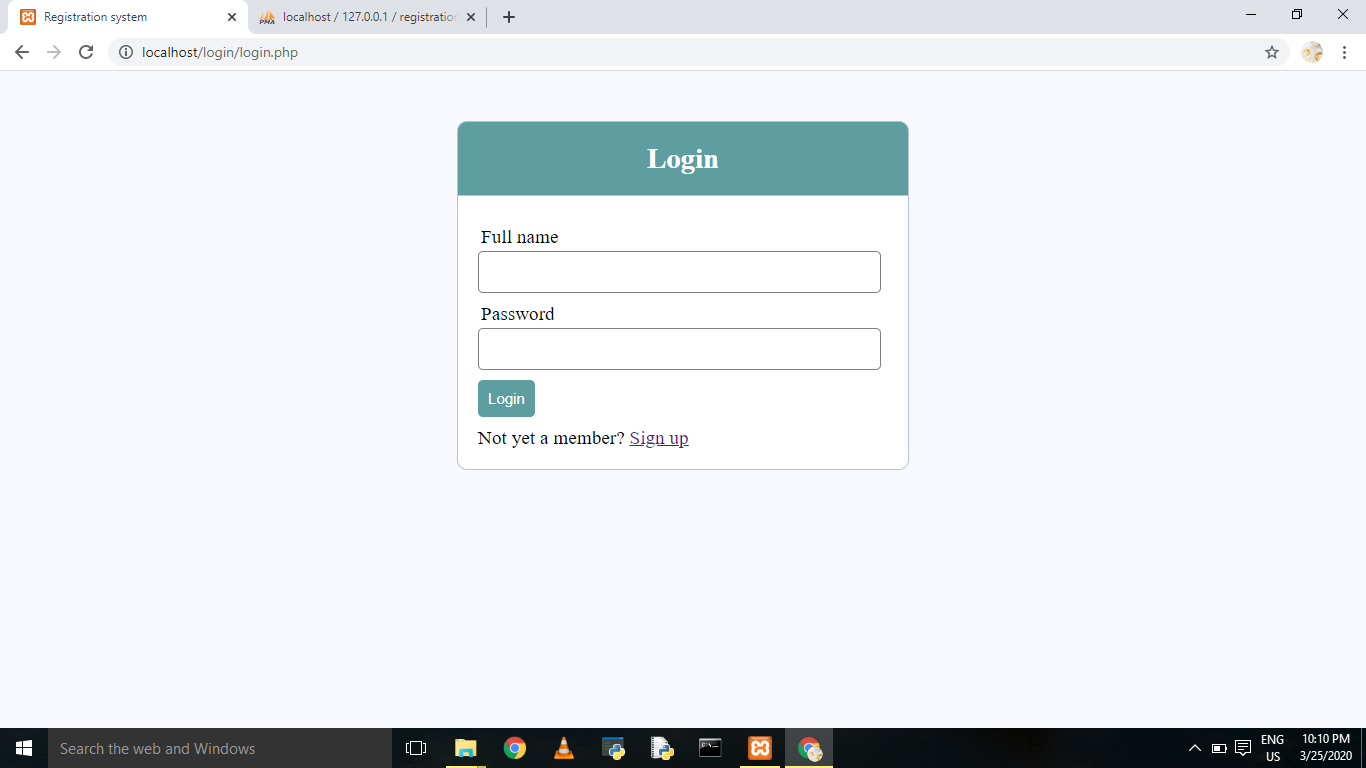 Registration system
localhost / 127.0.0.1 / registration
localhost/login/login.php
Login
Full name
Password
Login
Not yet a member? Sign up
Search the web and Windows
ENG
US
10:10 PM
3/25/2020